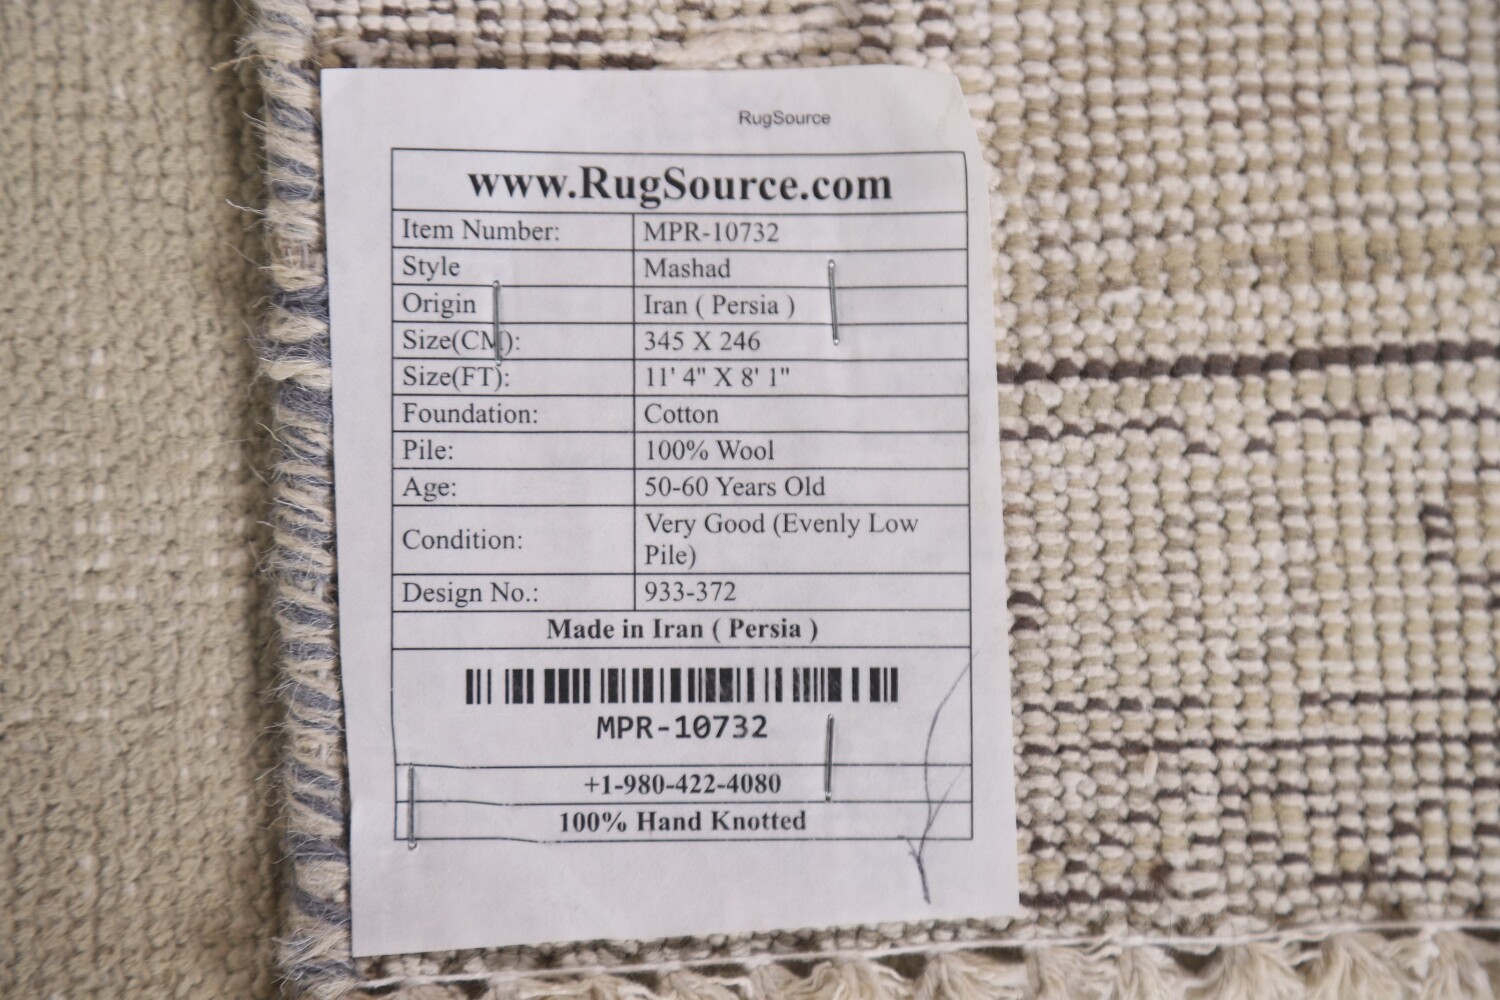 RugSource
www.RugSource.com
Item Number: MPR-10732
Style Mashad
Origin Iran ( Persia )
Size(CM): 345 X 246
Size(FT): 11' 4" X 8' 1"
Foundation: Cotton
Pile: 100% Wool
Age: 50-60 Years Old
Condition: Very Good (Evenly Low
Pile)
Design No.: 933-372
Made in Iran ( Persia )
MPR-10732
+1-980-422-4080
100% Hand Knotted